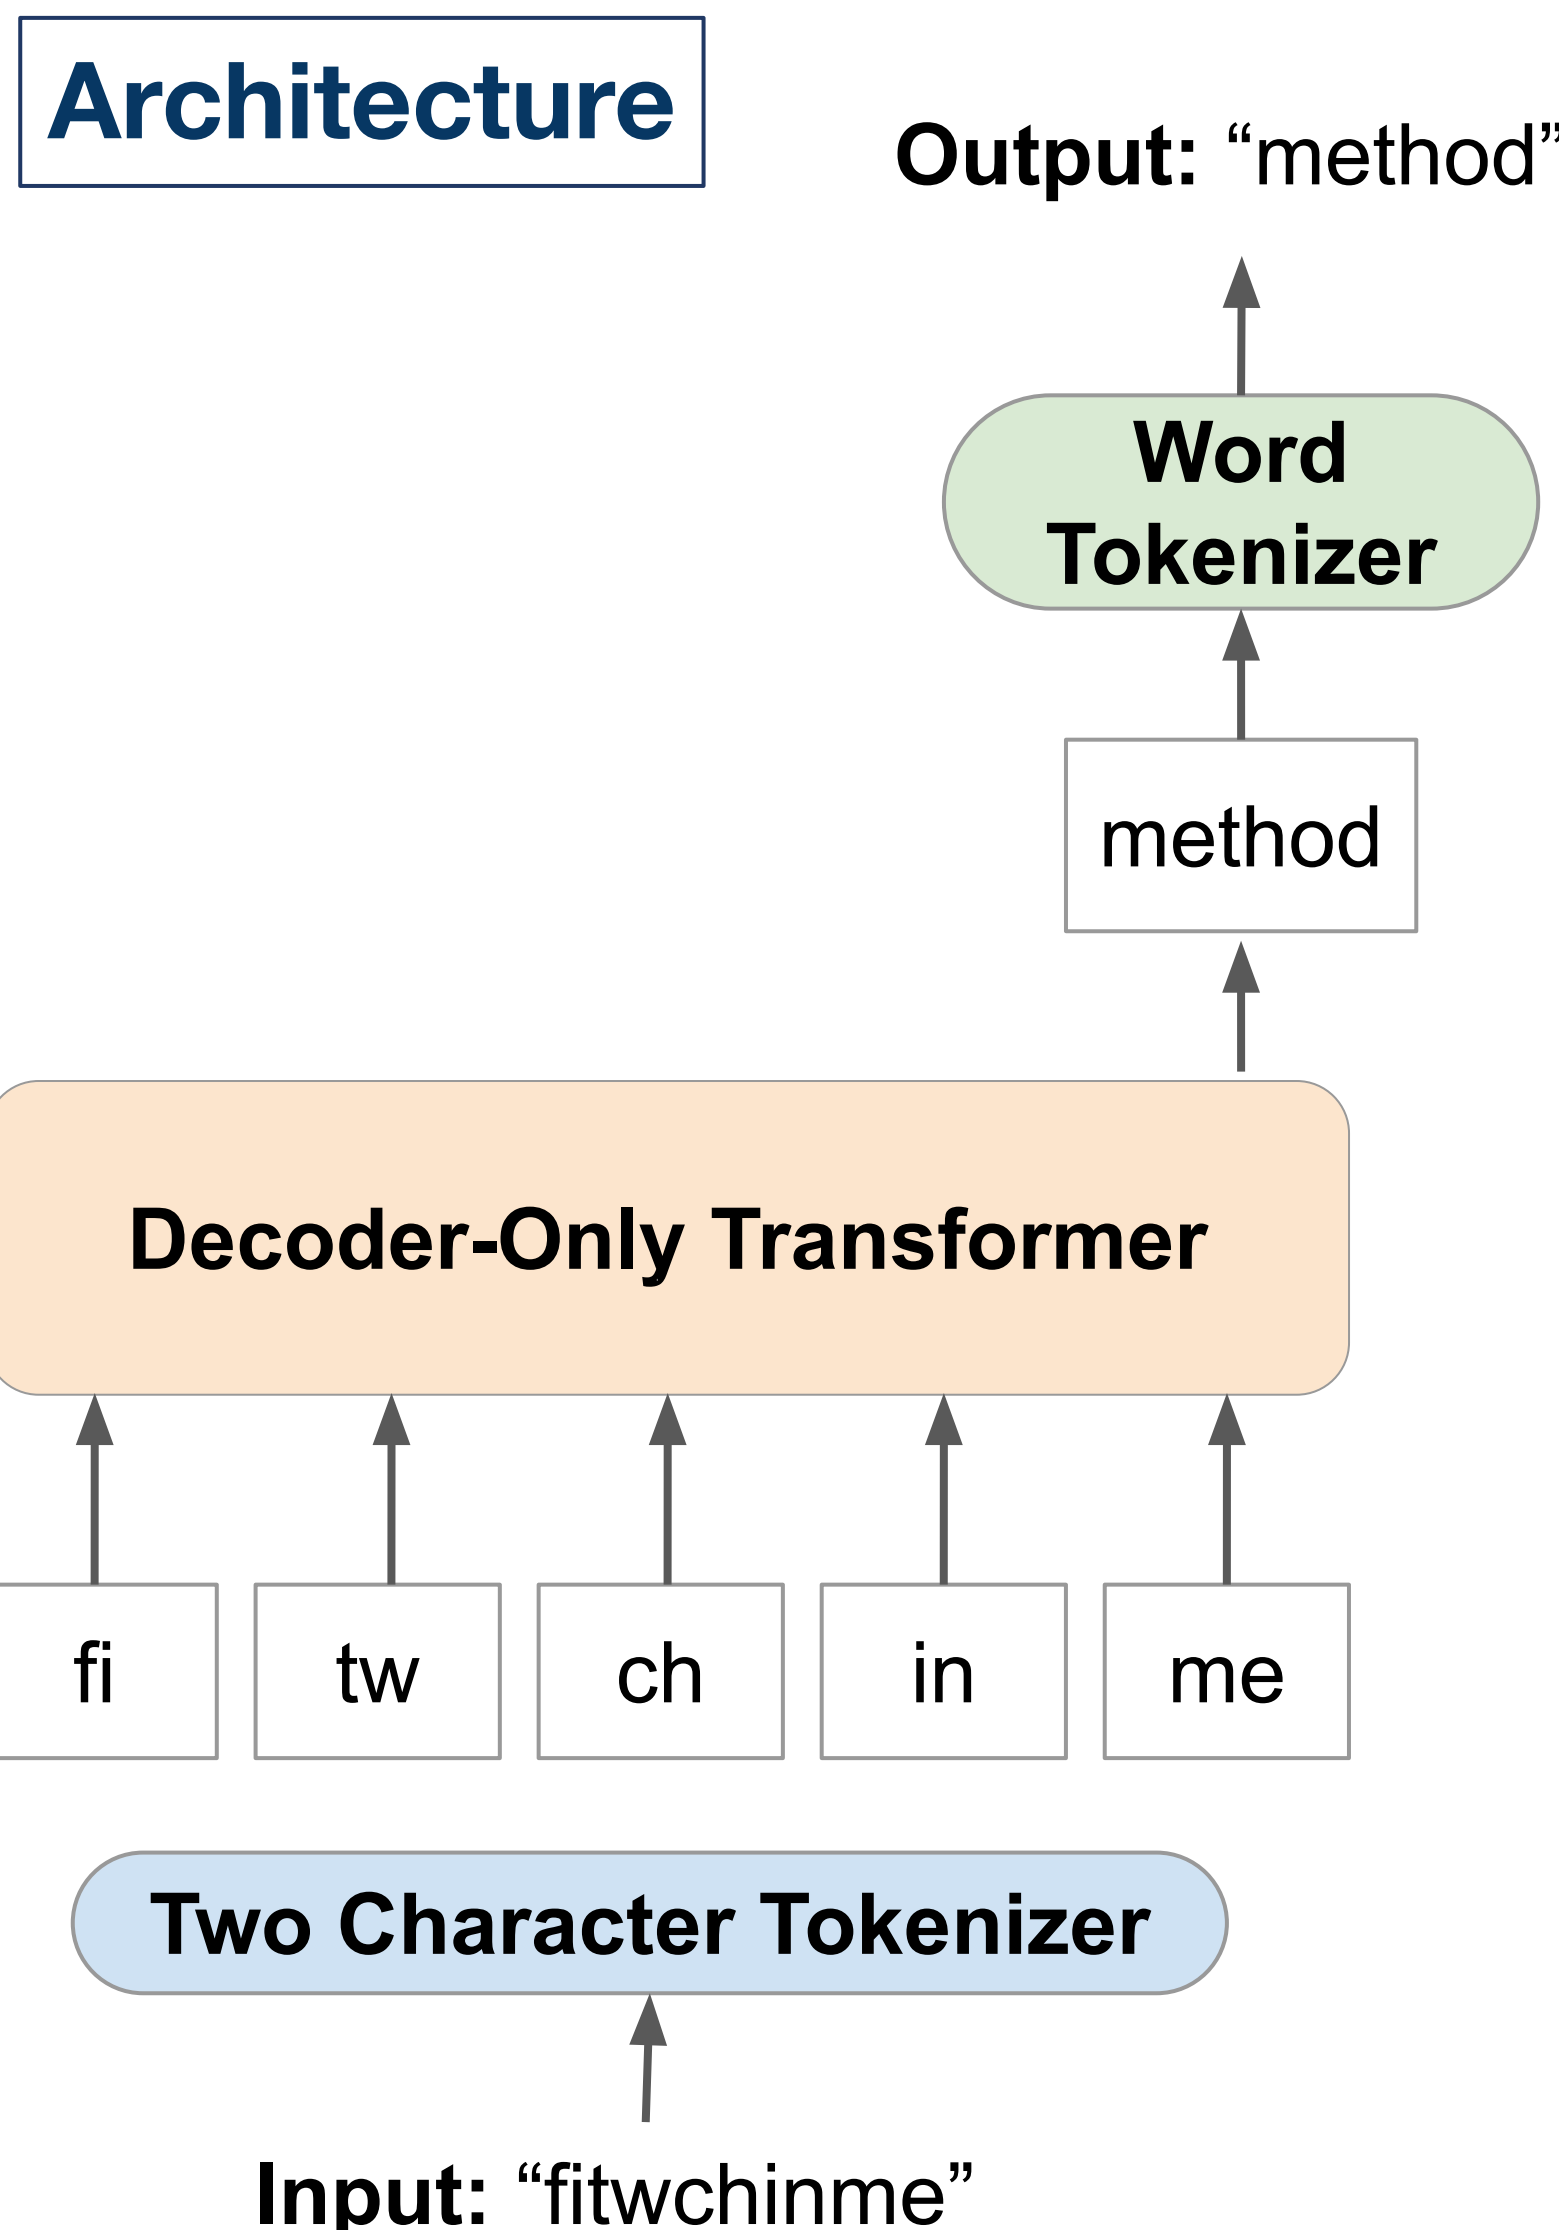 Architecture
Output: “method”
Word
Tokenizer
method
Decoder-Only Transformer
fi
tw
ch
in
me
Two Character Tokenizer
Input: “fitwchinme”